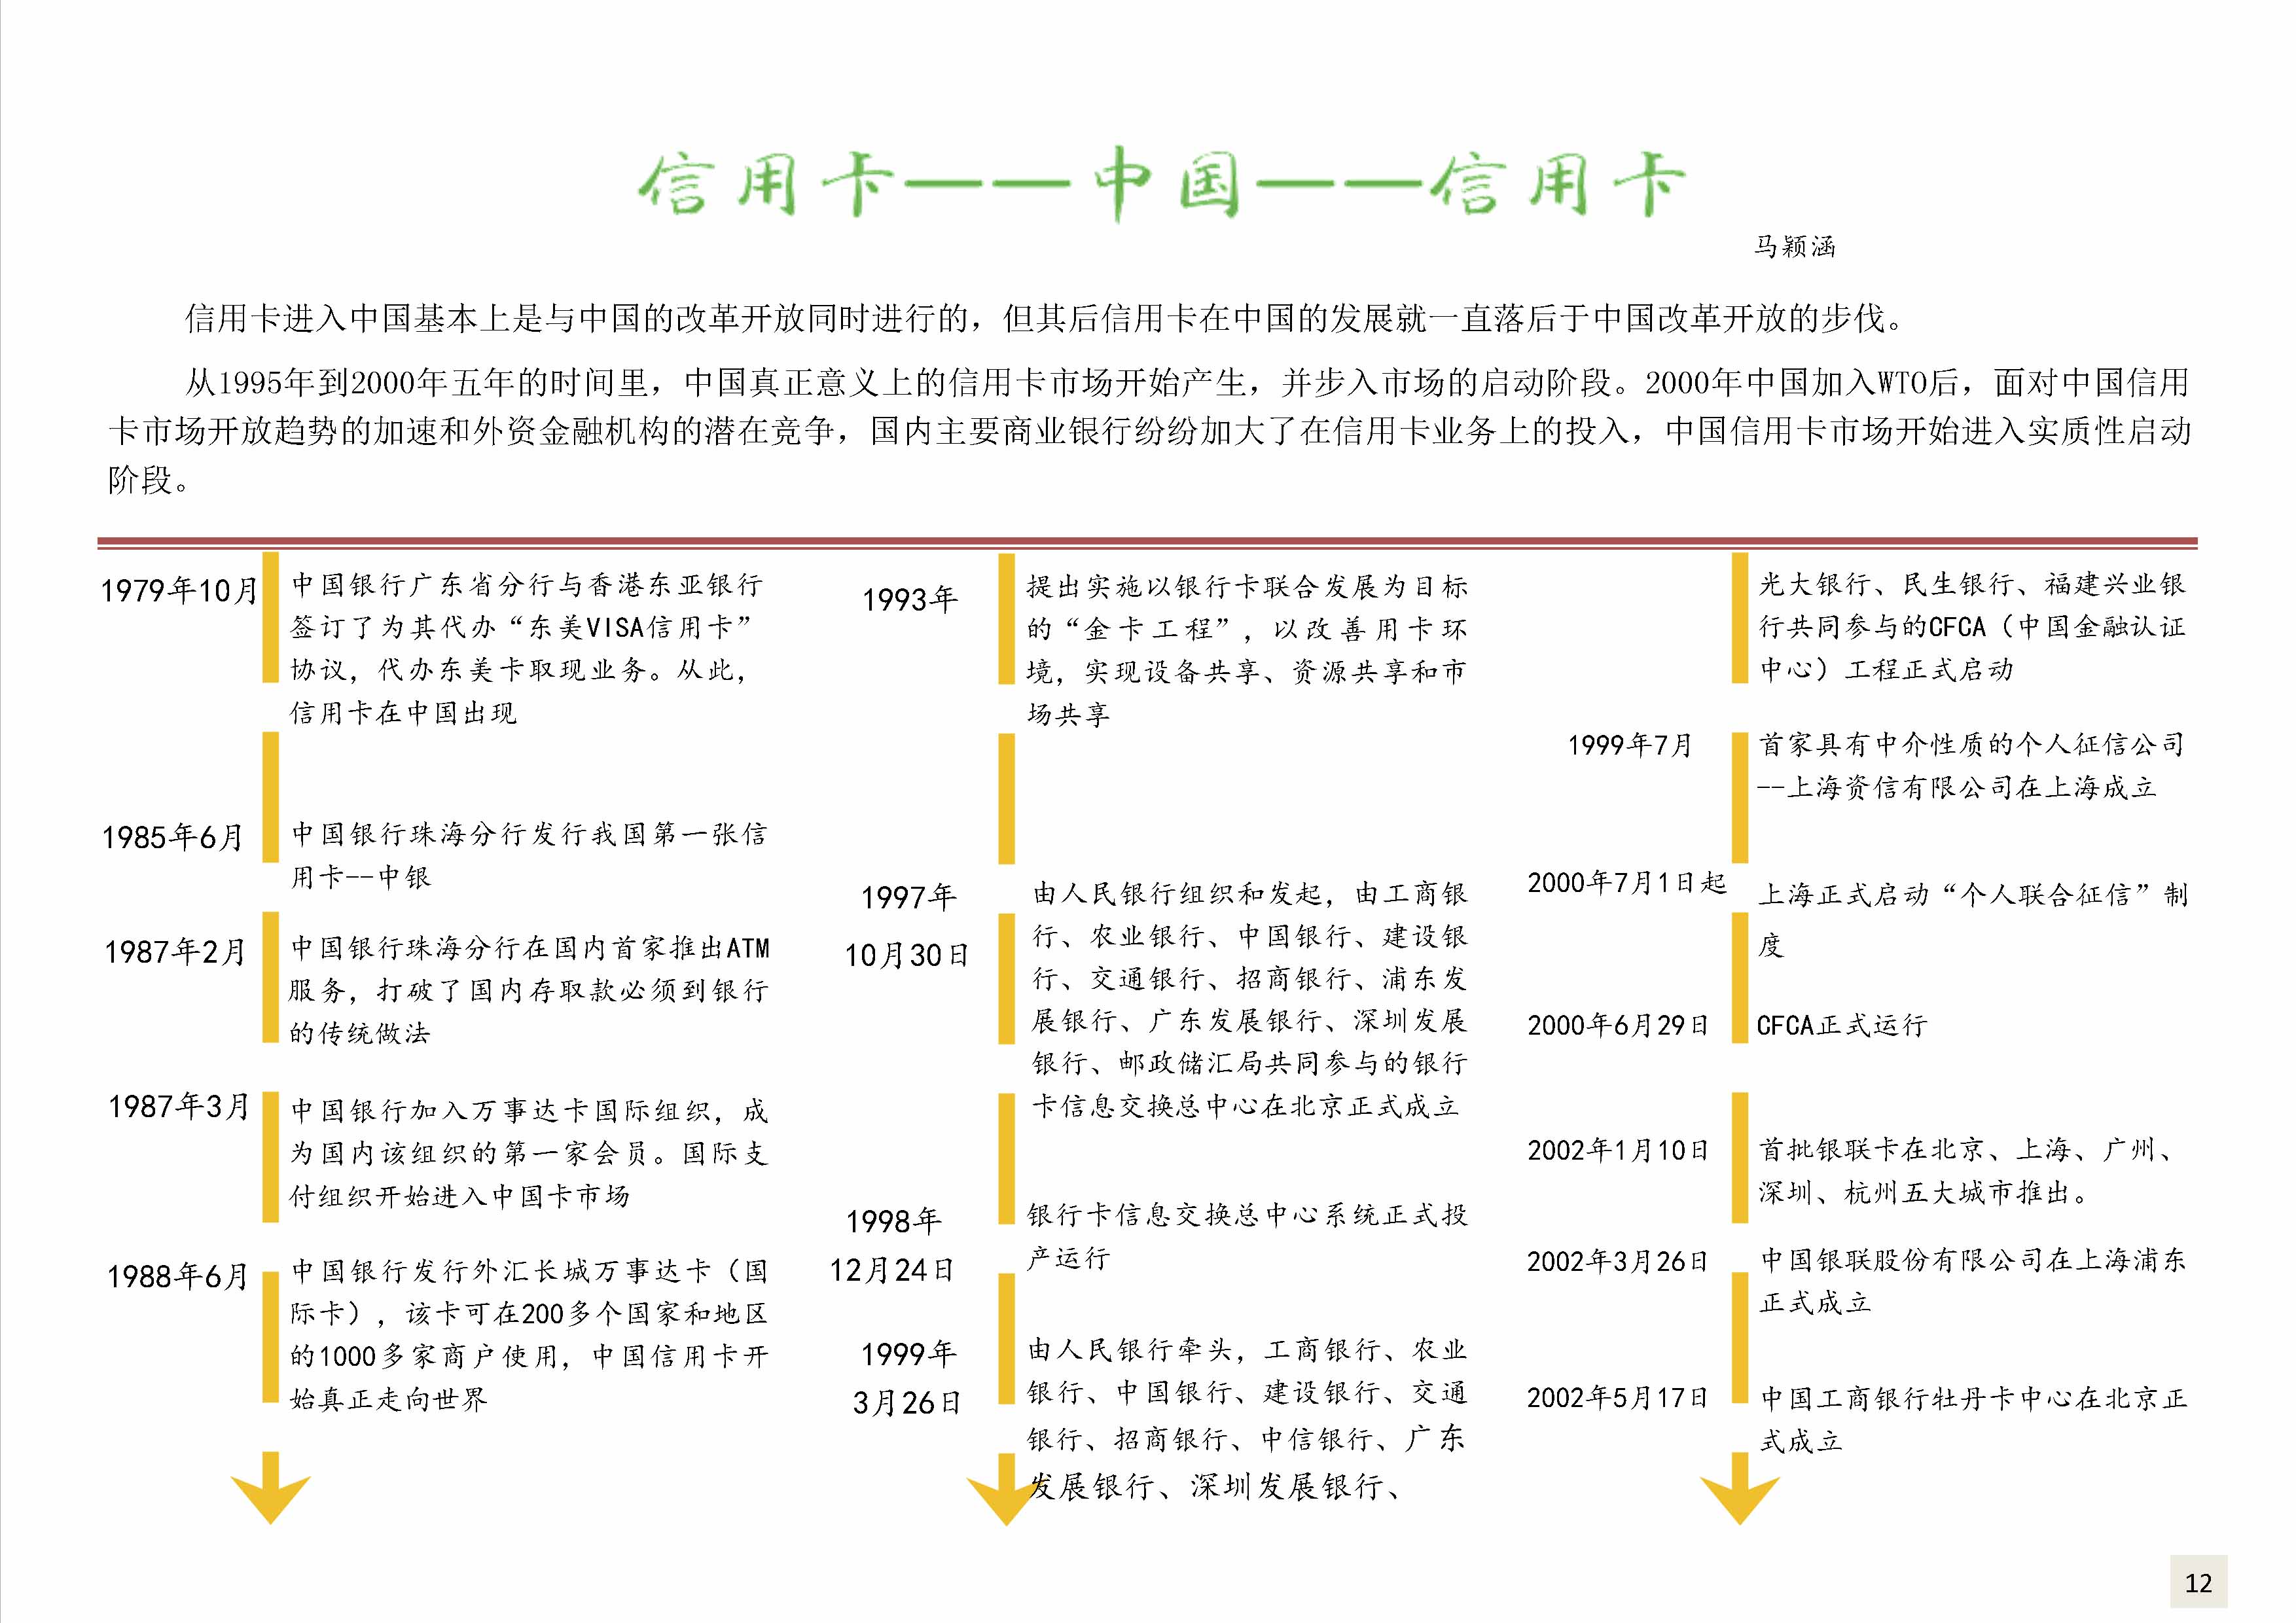 信用卡——中国——信用卡
马颖涵
信用卡进入中国基本上是与中国的改革开放同时进行的，但其后信用卡在中国的发展就一直落后于中国改革开放的步伐。
从1995年到2000年五年的时间里，中国真正意义上的信用卡市场开始产生，并步入市场的启动阶段。2000年中国加入WTO后，面对中国信用
卡市场开放趋势的加速和外资金融机构的潜在竞争，国内主要商业银行纷纷加大了在信用卡业务上的投入，中国信用卡市场开始进入实质性启动
阶段。
1979年10月
中国银行广东省分行与香港东亚银行
签订了为其代办“东美VISA信用卡”
协议，代办东美卡取现业务。从此，
信用卡在中国出现
1985年6月
中国银行珠海分行发行我国第一张信
用卡--中银
1987年2月
中国银行珠海分行在国内首家推出ATM
服务，打破了国内存取款必须到银行
的传统做法
1987年3月
中国银行加入万事达卡国际组织，成
为国内该组织的第一家会员。国际支
付组织开始进入中国卡市场
1988年6月
中国银行发行外汇长城万事达卡（国
际卡），该卡可在200多个国家和地区
的1000多家商户使用，中国信用卡开
始真正走向世界
1993年
提出实施以银行卡联合发展为目标
的“金卡工程”，以改善用卡环
境，实现设备共享、资源共享和市
场共享
1997年
10月30日
由人民银行组织和发起，由工商银
行、农业银行、中国银行、建设银
行、交通银行、招商银行、浦东发
展银行、广东发展银行、深圳发展
银行、邮政储汇局共同参与的银行
卡信息交换总中心在北京正式成立
1998年
12月24日
银行卡信息交换总中心系统正式投
产运行
1999年
3月26日
由人民银行牵头，工商银行、农业
银行、中国银行、建设银行、交通
银行、招商银行、中信银行、广东
发展银行、深圳发展银行、
光大银行、民生银行、福建兴业银
行共同参与的CFCA（中国金融认证
中心）工程正式启动
1999年7月
首家具有中介性质的个人征信公司
--上海资信有限公司在上海成立
2000年7月1日起
上海正式启动“个人联合征信”制
度
2000年6月29日
CFCA正式运行
2002年1月10日
首批银联卡在北京、上海、广州、
深圳、杭州五大城市推出。
2002年3月26日
中国银联股份有限公司在上海浦东
正式成立
2002年5月17日
中国工商银行牡丹卡中心在北京正
式成立
12